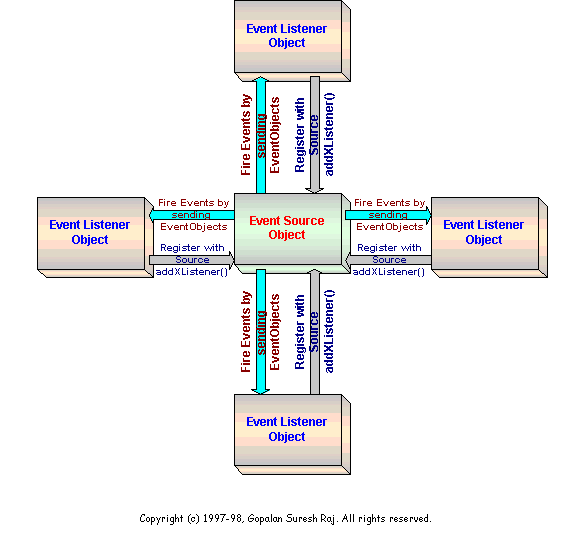 Event Listener
Object
Fire Events by
sending
EventObjects
Register with
Source
addXListener()
Event Listener
Object
Fire Events by
sending
EventObjects
Register with
Source
addXListener()
Event Source
Object
Fire Events by
sending
EventObjects
Register with
Source
addXListener()
Event Listener
Object
Fire Events by
sending
EventObjects
Register with
Source
addXListener()
Event Listener
Object
Copyright (c) 1997-98, Gopalan Suresh Raj. All rights reserved.